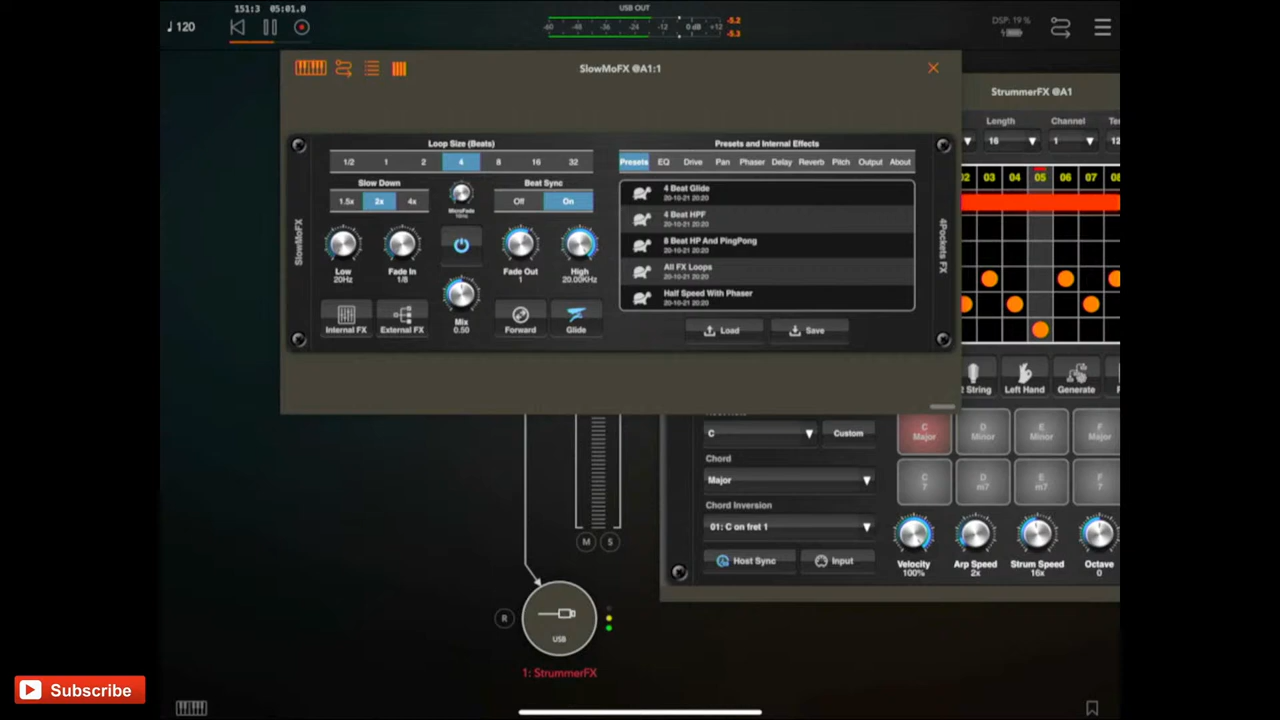 120
151:3 05:01.0
USB OUT
-60 -48 -36 -24 -12 0 dB +12
-5.2
-5.3
DSP: 19 %
SlowMoFX @A1:1
StrummerFX @A1
Length
Channel
16
1
12
02 03 04 05 06 07 08
Loop Size (Beats)
1/2 1 2 4 8 16 32
Slow Down
1.5x 2x 4x
MicroFade
10ms
Beat Sync
Off On
SlowMoFX
Low
20Hz
Fade In
1/8
Fade Out
1
High
20.00KHz
Internal FX
External FX
Mix
0.50
Forward
Glide
Presets and Internal Effects
Presets EQ Drive Pan Phaser Delay Reverb Pitch Output About
4 Beat Glide
20-10-21 20:20
4 Beat HPF
20-10-21 20:20
8 Beat HP And PingPong
20-10-21 20:20
All FX Loops
20-10-21 20:20
Half Speed With Phaser
20-10-21 20:20
Load
Save
4Pockets FX
String
Left Hand
Generate
C
Custom
Chord
Major
Chord Inversion
01: C on fret 1
Host Sync
Input
C
Major
D
Minor
E
Minor
F
Major
C
7
D
m7
E
m7
F
7
Velocity
100%
Arp Speed
2x
Strum Speed
16x
Octave
0
M S
R
USB
1: StrummerFX
Subscribe